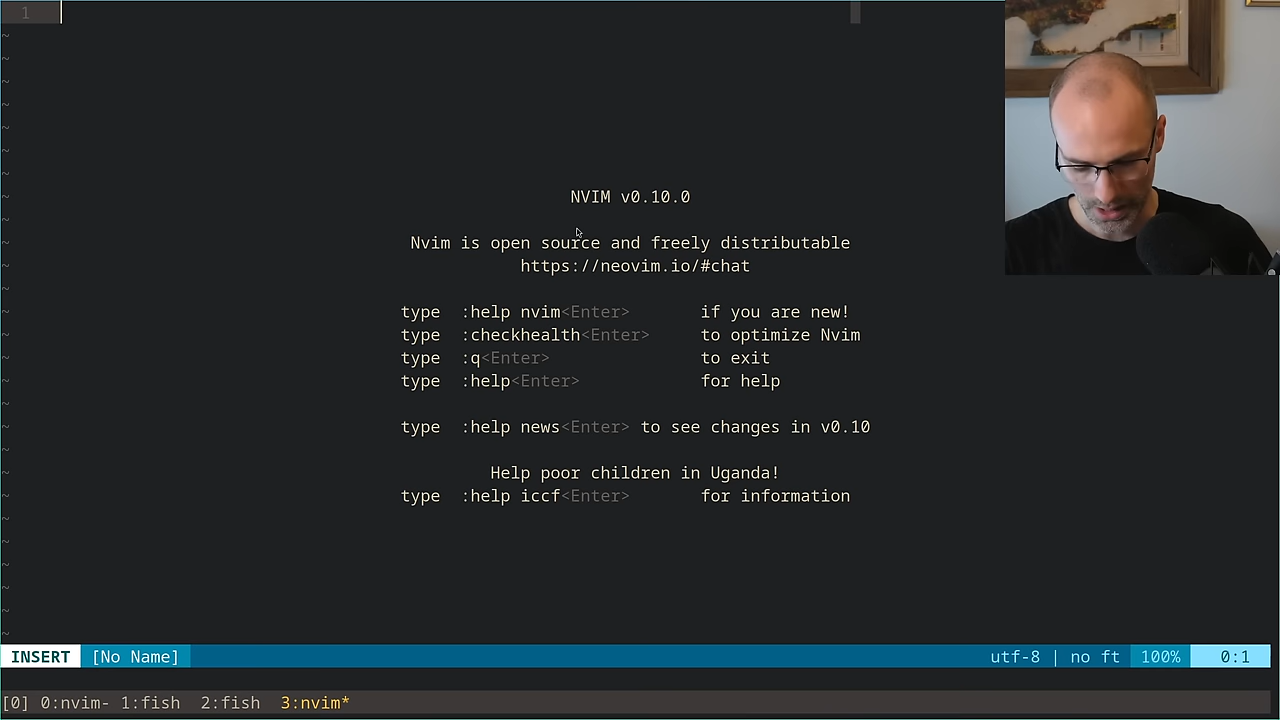 1
~
~
~
~
~
~
~
NVIM v0.10.0
~
~
Nvim is open source and freely distributable
~
https://neovim.io/#chat
~
~
type :help nvim<Enter> if you are new!
~
type :checkhealth<Enter> to optimize Nvim
~
type :q<Enter> to exit
~
type :help<Enter> for help
~
~
type :help news<Enter> to see changes in v0.10
~
~
Help poor children in Uganda!
~
type :help iccf<Enter> for information
~
~
~
~
~
~
INSERT [No Name] utf-8 | no ft 100% 0:1
[0] 0:nvim- 1:fish 2:fish 3:nvim*